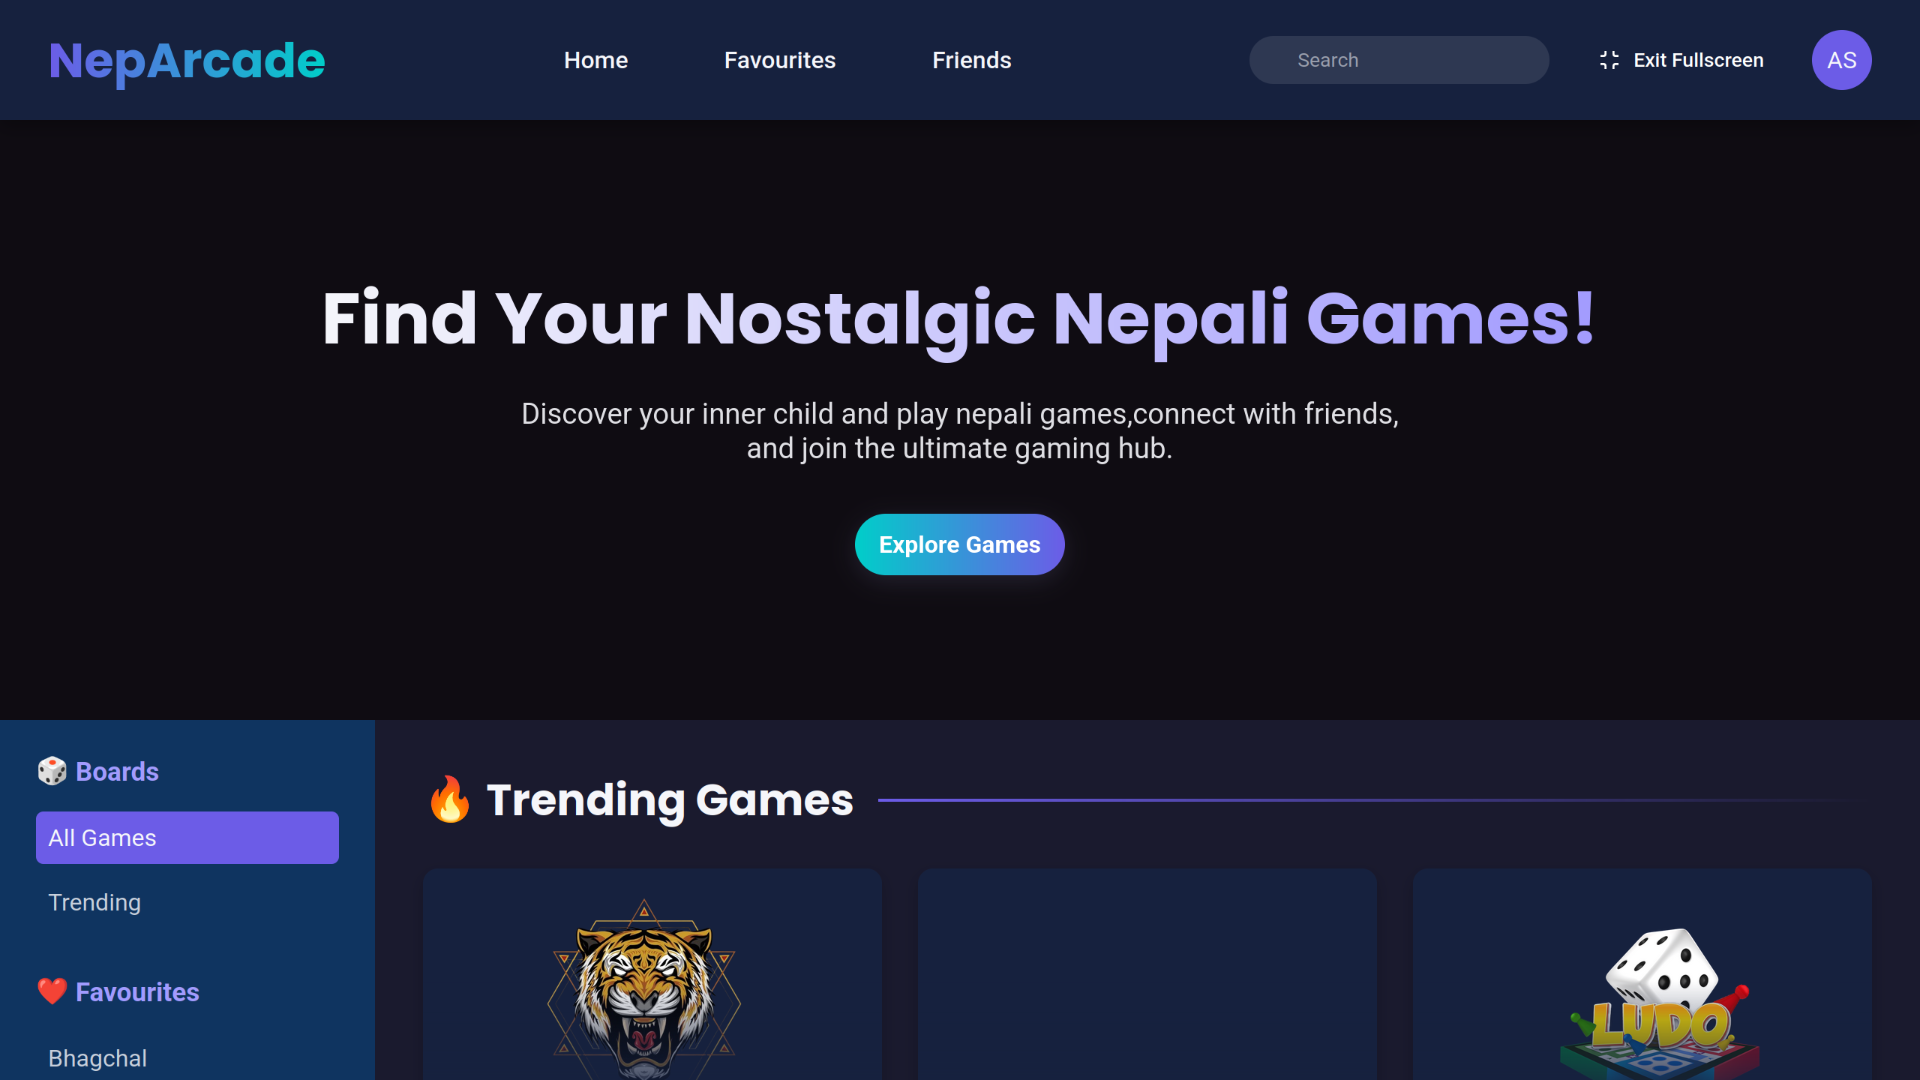 NepArcade
Home
Favourites
Friends
Search
Exit Fullscreen
AS
Find Your Nostalgic Nepali Games!
Discover your inner child and play nepali games,connect with friends,
and join the ultimate gaming hub.
Explore Games
🎲 Boards
All Games
Trending
❤️ Favourites
Bhagchal
🔥 Trending Games
LUDO